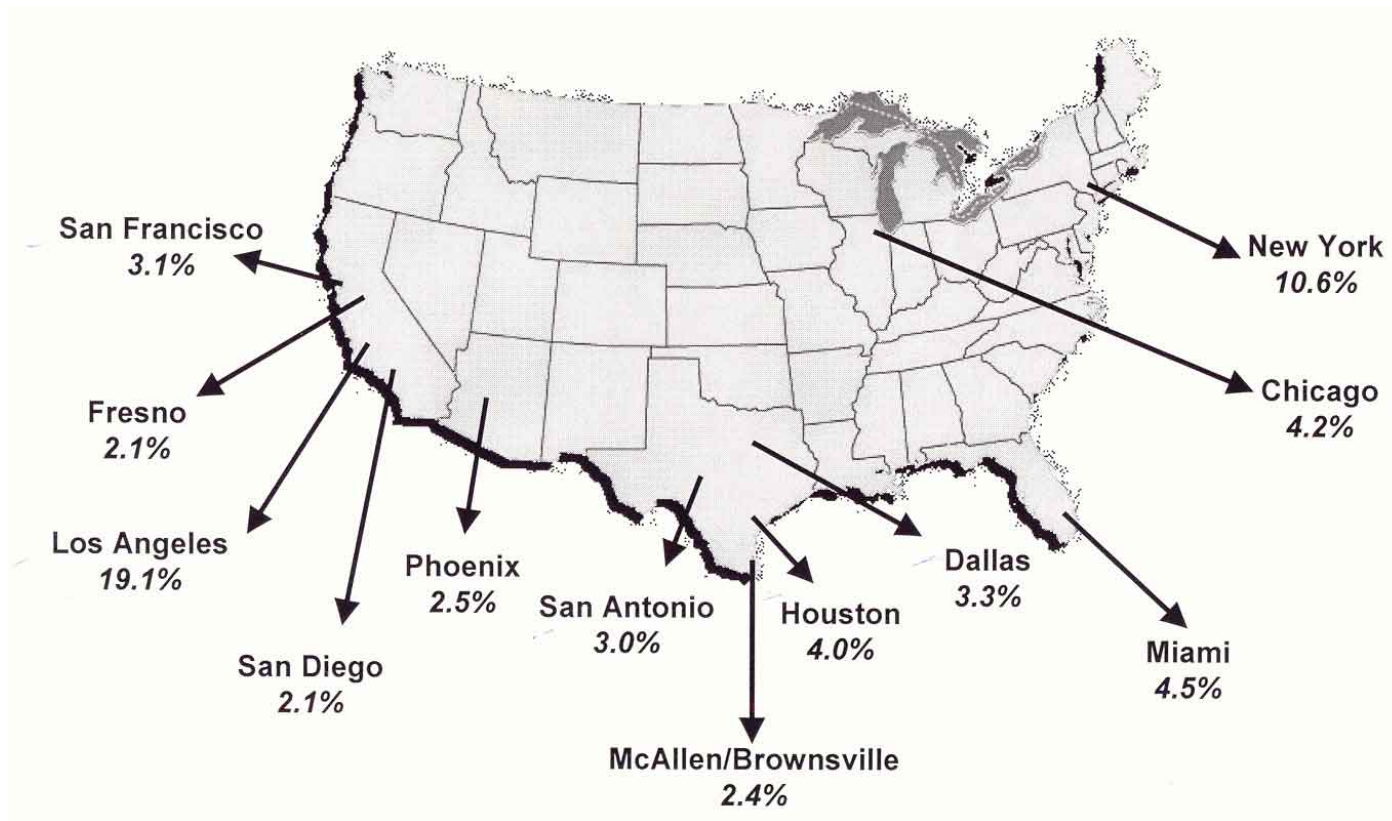 San Francisco
3.1%
New York
10.6%
Fresno
2.1%
Chicago
4.2%
Los Angeles
19.1%
Phoenix
2.5%
Dallas
3.3%
San Antonio
3.0%
Houston
4.0%
San Diego
2.1%
Miami
4.5%
McAllen/Brownsville
2.4%